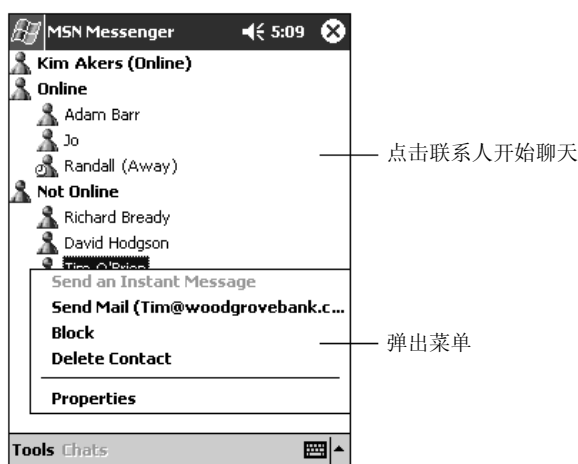 MSN Messenger 5:09
Kim Akers (Online)
Online
Adam Barr
Jo
Randall (Away)
点击联系人开始聊天
Not Online
Richard Bready
David Hodgson
Tim O'Brian
Send an Instant Message
Send Mail (Tim@woodgrovebank.c...
Block
弹出菜单
Delete Contact
Properties
Tools Chats